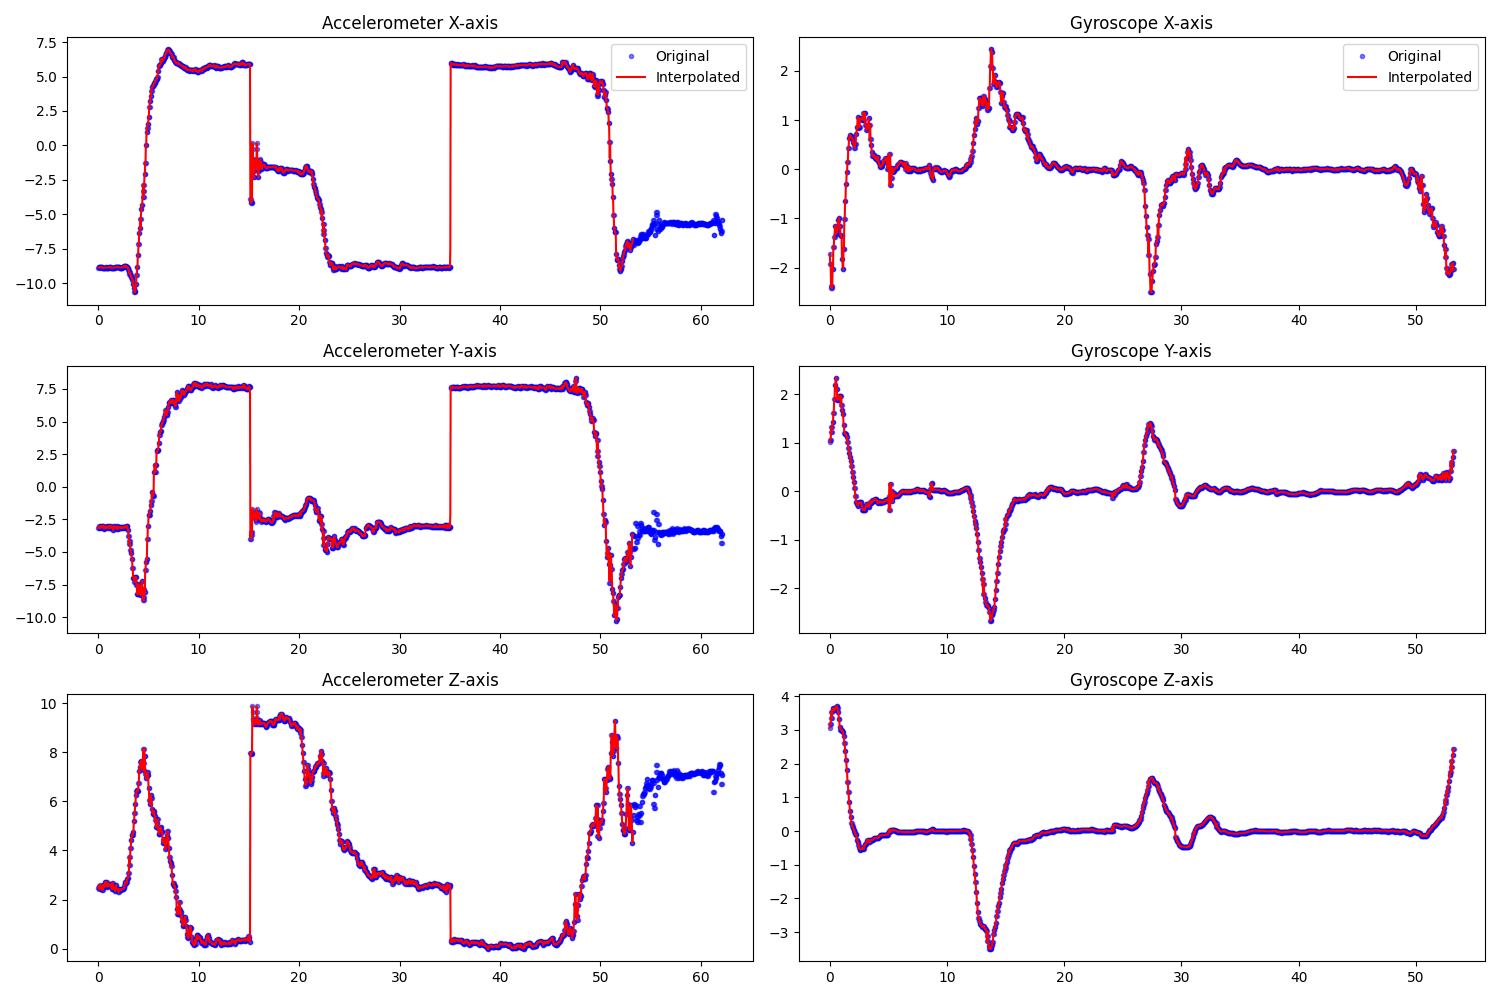 Accelerometer X-axis
7.5
5.0
2.5
0.0
−2.5
−5.0
−7.5
−10.0
Original
Interpolated
0 10 20 30 40 50 60
Gyroscope X-axis
2
1
0
−1
−2
Original
Interpolated
0 10 20 30 40 50
Accelerometer Y-axis
7.5
5.0
2.5
0.0
−2.5
−5.0
−7.5
−10.0
0 10 20 30 40 50 60
Gyroscope Y-axis
2
1
0
−1
−2
0 10 20 30 40 50
Accelerometer Z-axis
10
8
6
4
2
0
0 10 20 30 40 50 60
Gyroscope Z-axis
4
3
2
1
0
−1
−2
−3
0 10 20 30 40 50